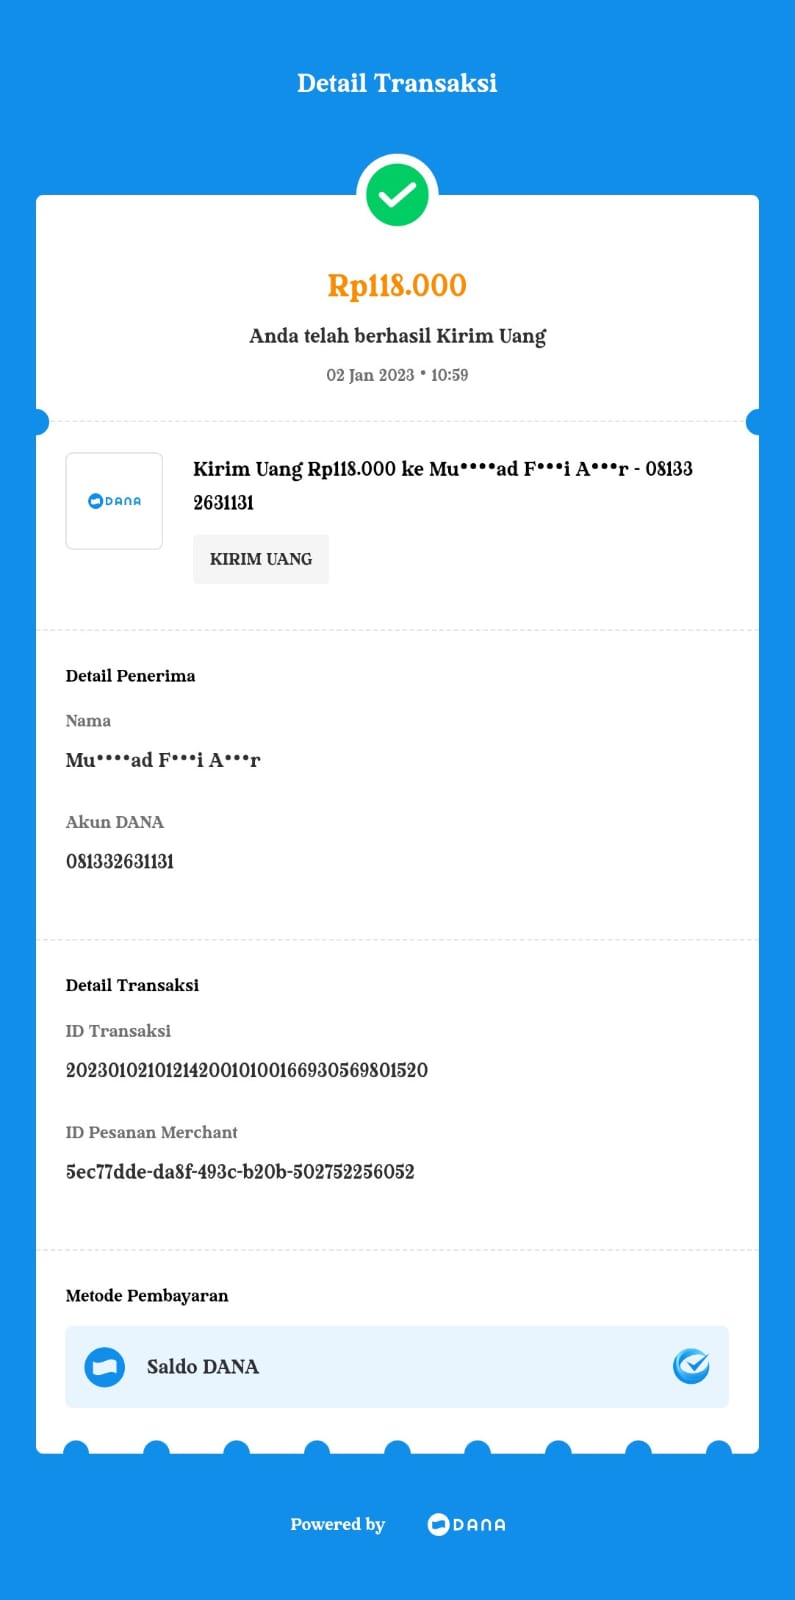 Detail Transaksi
Rp118.000
Anda telah berhasil Kirim Uang
02 Jan 2023 • 10:59
DANA
Kirim Uang Rp118.000 ke Mu••••ad F•••i A•••r - 08133
2631131
KIRIM UANG
Detail Penerima
Nama
Mu••••ad F•••i A•••r
Akun DANA
081332631131
Detail Transaksi
ID Transaksi
2023010210121420010100166930569801520
ID Pesanan Merchant
5ec77dde-da8f-493c-b20b-502752256052
Metode Pembayaran
Saldo DANA
Powered by DANA